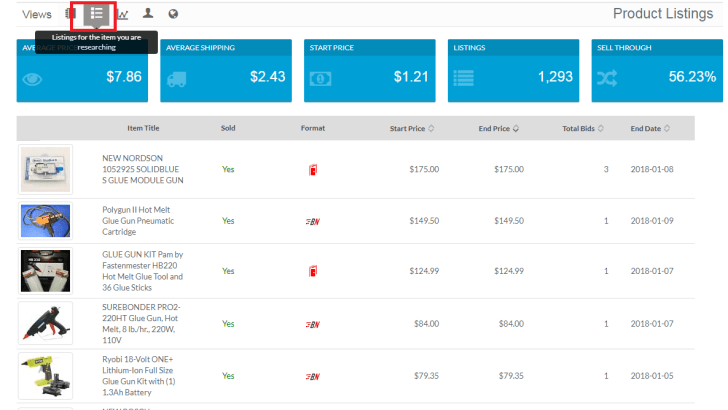 Views
Product Listings
Listings for the item you are
researching
AVERAGE PRICE
$7.86
AVERAGE SHIPPING
$2.43
START PRICE
$1.21
LISTINGS
1,293
SELL THROUGH
56.23%
Item Title Sold Format Start Price End Price Total Bids End Date
NEW NORDSON
1052925 SOLIDBLUE
S GLUE MODULE GUN
Yes $175.00 $175.00 3 2018-01-08
Polygun II Hot Melt
Glue Gun Pneumatic
Cartridge
Yes BN $149.50 $149.50 1 2018-01-09
GLUE GUN KIT Pam by
Fastenmester HB220
Hot Melt Glue Tool and
36 Glue Sticks
Yes $124.99 $124.99 1 2018-01-07
SUREBONDER PRO2-
220HT Glue Gun, Hot
Melt, 8 lb./hr., 220W,
110V
Yes BN $84.00 $84.00 1 2018-01-07
Ryobi 18-Volt ONE+
Lithium-Ion Full Size
Glue Gun Kit with (1)
1.3Ah Battery
Yes BN $79.35 $79.35 1 2018-01-05